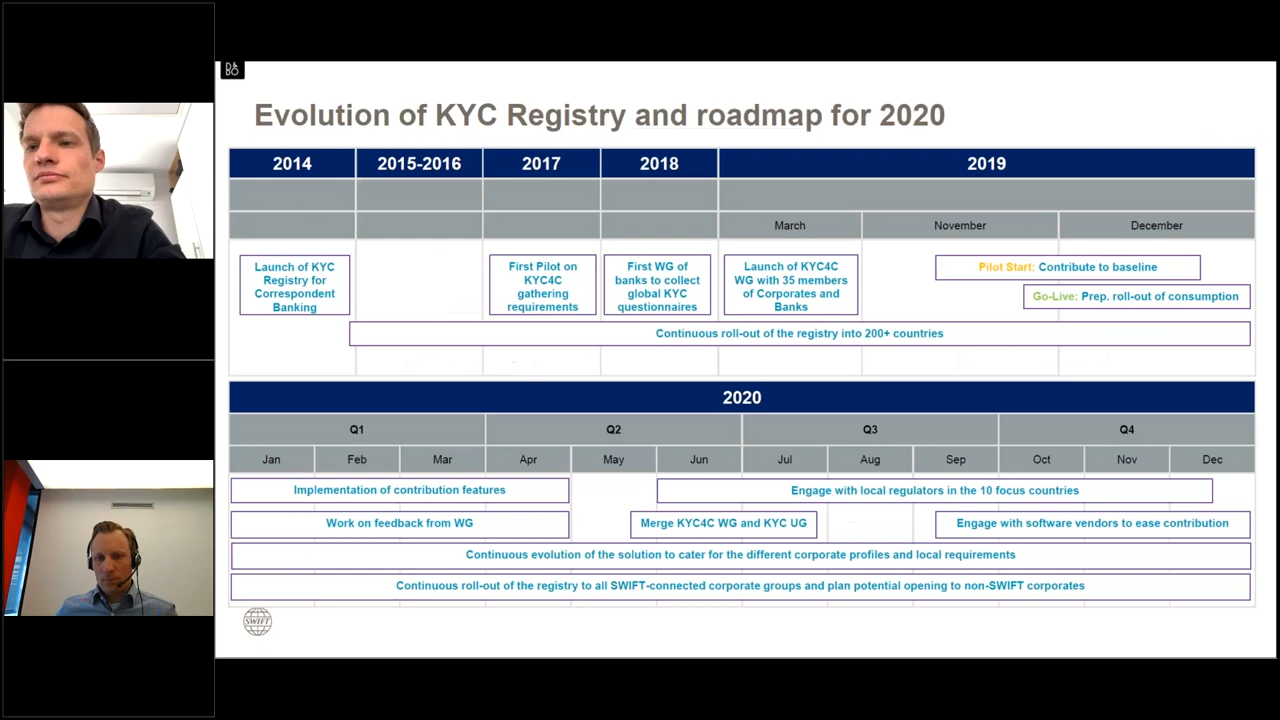 D&
BO
Evolution of KYC Registry and roadmap for 2020
2014 2015-2016 2017 2018 2019
March November December
Launch of KYC
Registry for
Correspondent
Banking
First Pilot on
KYC4C
gathering
requirements
First WG of
banks to collect
global KYC
questionnaires
Launch of KYC4C
WG with 35 members
of Corporates and
Banks
Pilot Start: Contribute to baseline
Go-Live: Prep. roll-out of consumption
Continuous roll-out of the registry into 200+ countries
2020
Q1 Q2 Q3 Q4
Jan Feb Mar Apr May Jun Jul Aug Sep Oct Nov Dec
Implementation of contribution features
Engage with local regulators in the 10 focus countries
Work on feedback from WG
Merge KYC4C WG and KYC UG
Engage with software vendors to ease contribution
Continuous evolution of the solution to cater for the different corporate profiles and local requirements
Continuous roll-out of the registry to all SWIFT-connected corporate groups and plan potential opening to non-SWIFT corporates
SWIFT